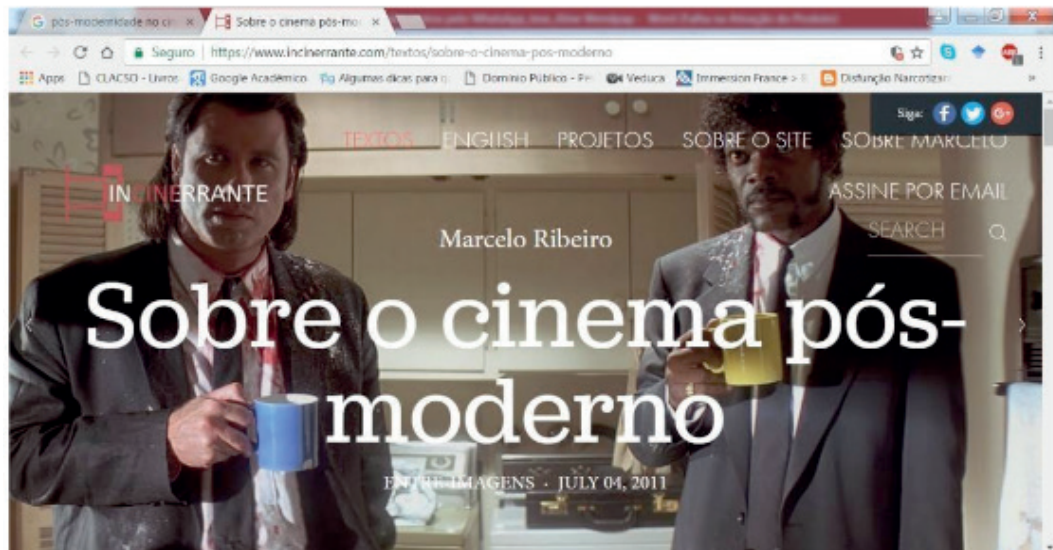 pós-modernidade no ci
Sobre o cinema pós-mo
Seguro | https://www.incinerrante.com/textos/sobre-o-cinema-pos-moderno
Apps CLACSO - Livros Google Acadêmico Algumas dicas para Domínio Público - Veduca Immersion France > Disfunção Narcotizan
Siga:
TEXTOS ENGLISH PROJETOS SOBRE O SITE SOBRE MARCELO
INCINERRANTE
ASSINE POR EMAIL
SEARCH
Marcelo Ribeiro
Sobre o cinema pós-
moderno
ENTRE-IMAGENS · JULY 04, 2011